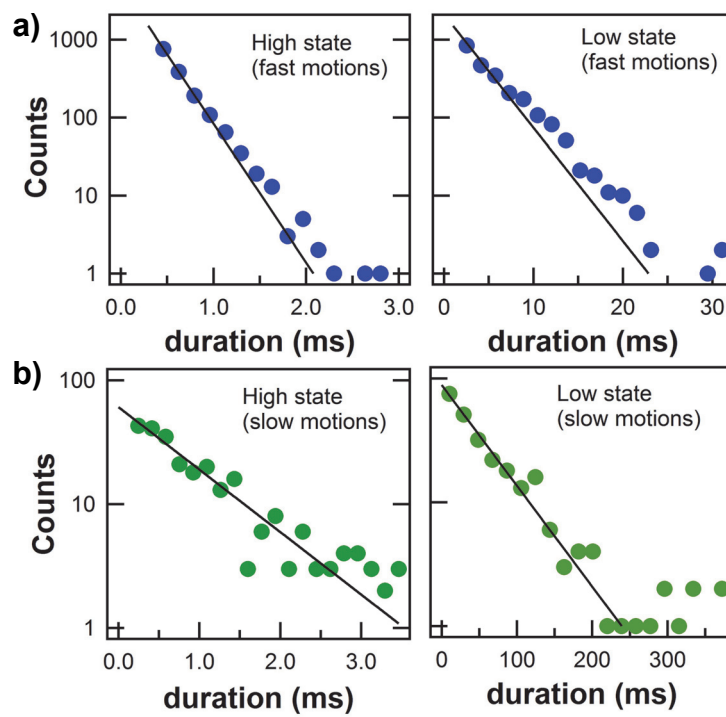 a)
High state
(fast motions)
Low state
(fast motions)
Counts
1000
100
10
1
0.0 1.0 2.0 3.0
0 10 20 30
duration (ms) duration (ms)
b)
High state
(slow motions)
Low state
(slow motions)
Counts
100
10
1
0.0 1.0 2.0 3.0
0 100 200 300
duration (ms) duration (ms)